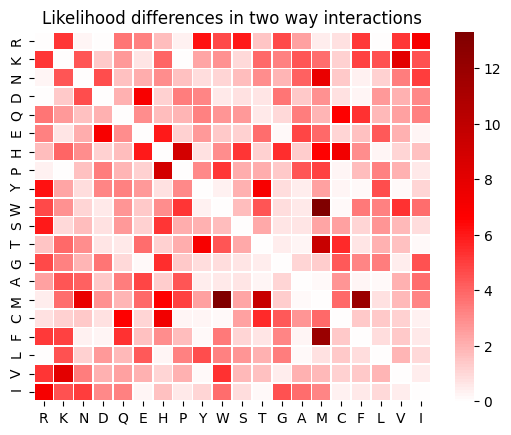 Likelihood differences in two way interactions
R
K
N
D
Q
E
H
P
Y
W
S
T
G
A
M
C
F
L
V
I
R K N D Q E H P Y W S T G A M C F L V I
12
10
8
6
4
2
0